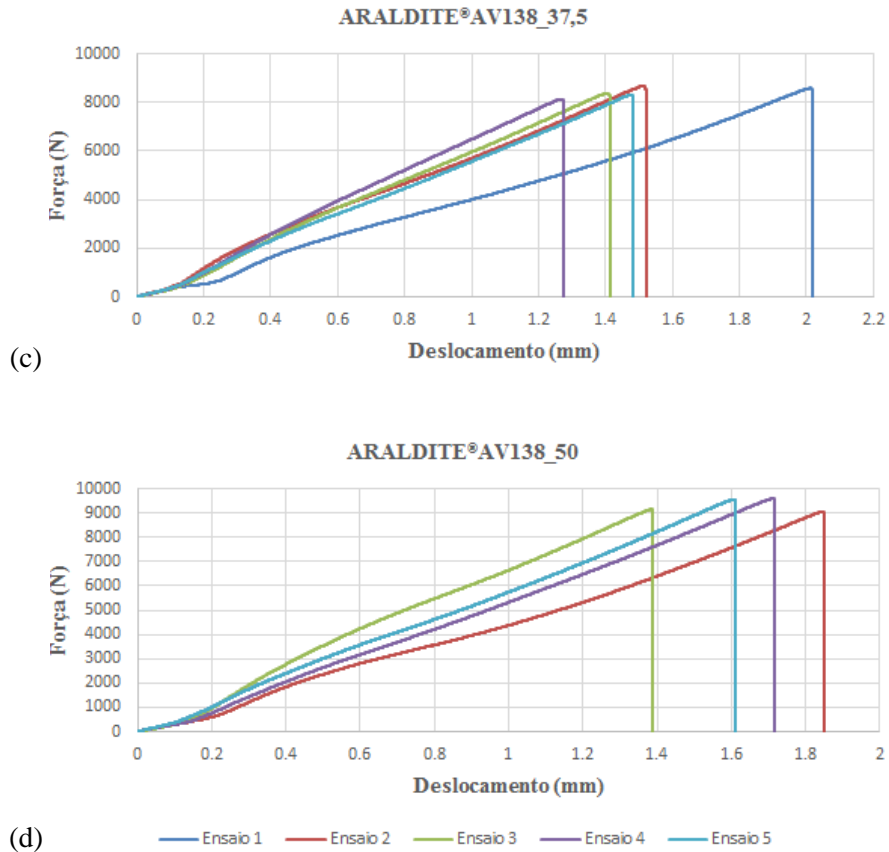 ARALDITE®AV138_37,5
10000
8000
6000
4000
2000
0
Força (N)
0 0.2 0.4 0.6 0.8 1 1.2 1.4 1.6 1.8 2 2.2
Deslocamento (mm)
(c)
ARALDITE®AV138_50
10000
9000
8000
7000
6000
5000
4000
3000
2000
1000
0
Força (N)
0 0.2 0.4 0.6 0.8 1 1.2 1.4 1.6 1.8 2
Deslocamento (mm)
(d)
Ensaio 1 Ensaio 2 Ensaio 3 Ensaio 4 Ensaio 5